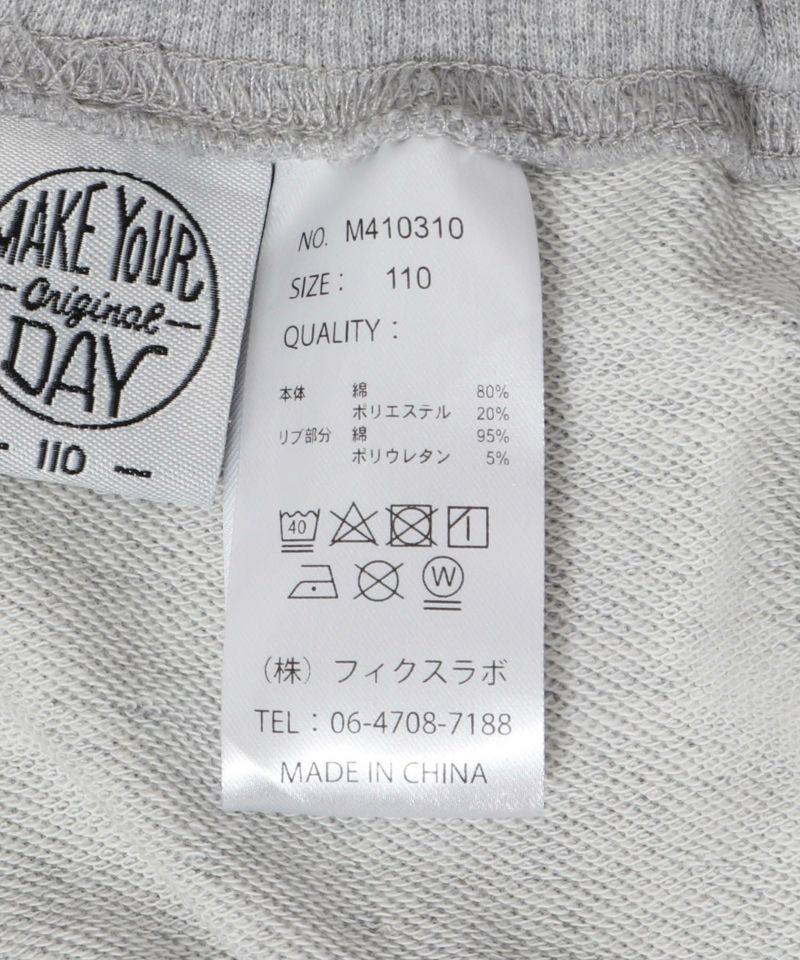 MAKE YOUR
Original
DAY
110
NO. M410310
SIZE : 110
QUALITY :
本体 綿 80%
ポリエステル 20%
リブ部分 綿 95%
ポリウレタン 5%
40
W
（株）フィクスラボ
TEL : 06-4708-7188
MADE IN CHINA